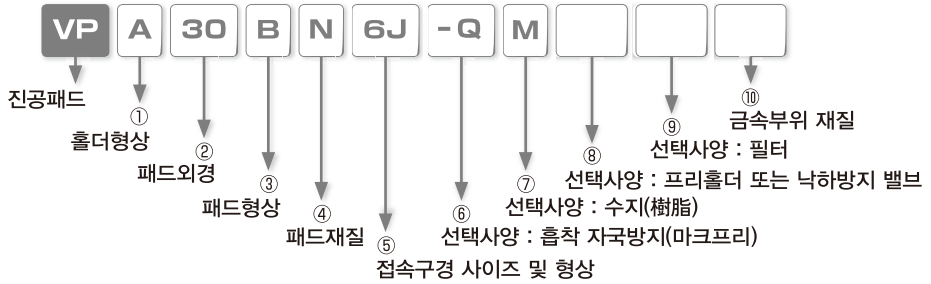 VP A 30 B N 6J -Q M
진공패드
①
홀더형상
②
패드외경
③
패드형상
④
패드재질
⑤
접속구경 사이즈 및 형상
⑥
선택사양 : 흡착 자국방지(마크프리)
⑦
선택사양 : 수지(樹脂)
⑧
선택사양 : 프리홀더 또는 낙하방지 밸브
⑨
선택사양 : 필터
⑩
금속부위 재질